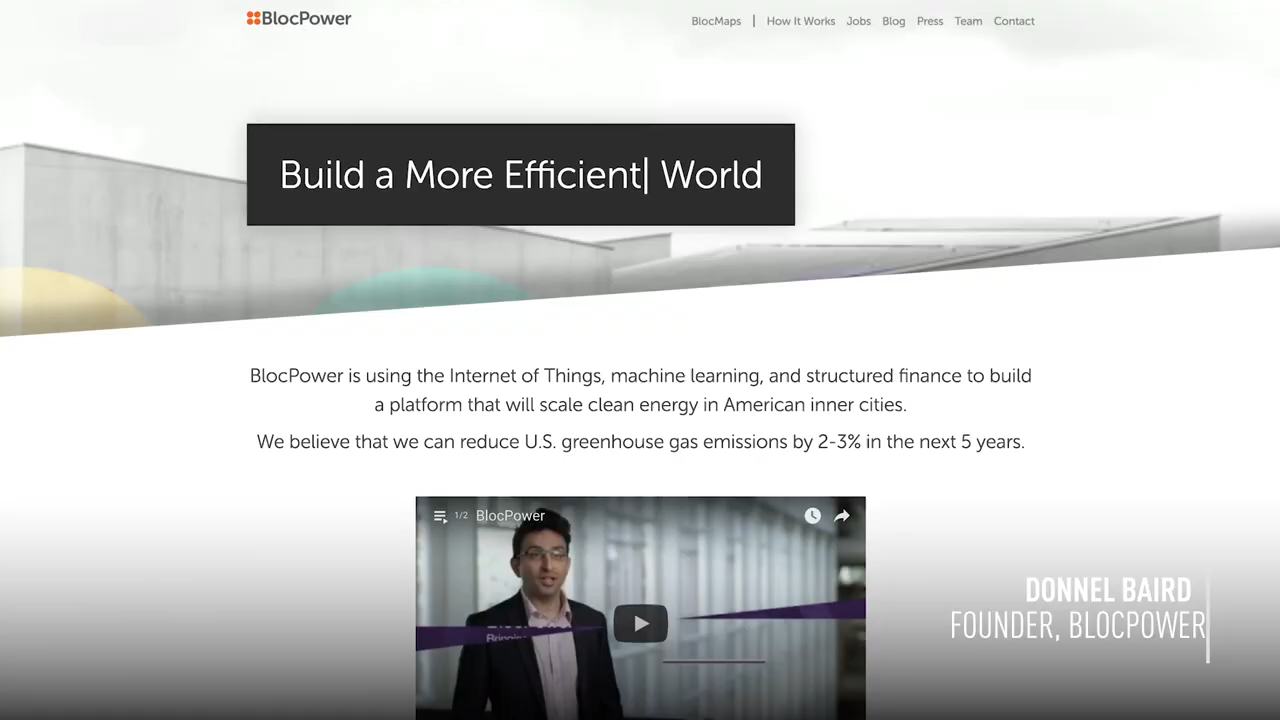 BlocPower
BlocMaps | How It Works Jobs Blog Press Team Contact
Build a More Efficient| World
BlocPower is using the Internet of Things, machine learning, and structured finance to build
a platform that will scale clean energy in American inner cities.
We believe that we can reduce U.S. greenhouse gas emissions by 2-3% in the next 5 years.
1/2 BlocPower
DONNEL BAIRD
FOUNDER, BLOCPOWER